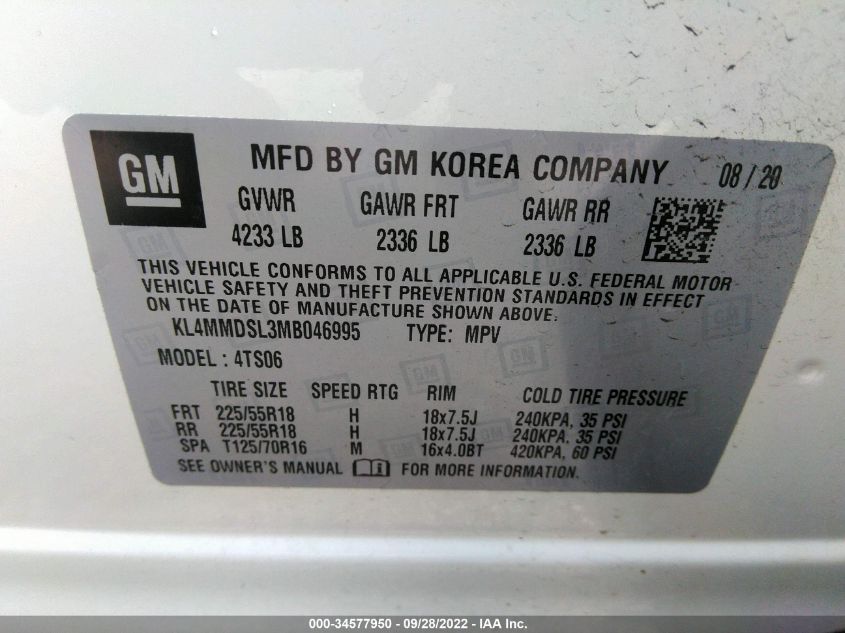 GM
MFD BY GM KOREA COMPANY 08/20
GVWR GAWR FRT GAWR RR
4233 LB 2336 LB 2336 LB
THIS VEHICLE CONFORMS TO ALL APPLICABLE U.S. FEDERAL MOTOR
VEHICLE SAFETY AND THEFT PREVENTION STANDARDS IN EFFECT
ON THE DATE OF MANUFACTURE SHOWN ABOVE.
KL4MMDSL3MB046995 TYPE: MPV
MODEL: 4TS06
TIRE SIZE SPEED RTG RIM COLD TIRE PRESSURE
FRT 225/55R18 H 18x7.5J 240KPA, 35 PSI
RR 225/55R18 H 18x7.5J 240KPA, 35 PSI
SPA T125/70R16 M 16x4.0BT 420KPA, 60 PSI
SEE OWNER'S MANUAL FOR MORE INFORMATION.
000-34577950 - 09/28/2022 - IAA Inc.